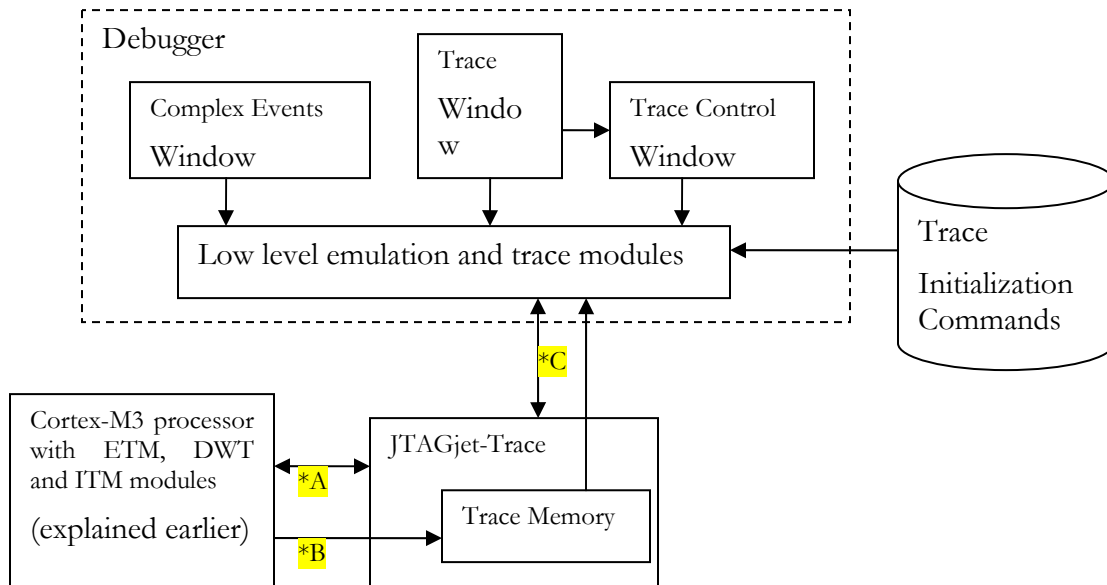 Debugger
Complex Events
Window
Trace
Windo
w
Trace Control
Window
Low level emulation and trace modules
Trace
Initialization
Commands
*C
Cortex-M3 processor
with ETM, DWT
and ITM modules
(explained earlier)
*A
*B
JTAGjet-Trace
Trace Memory